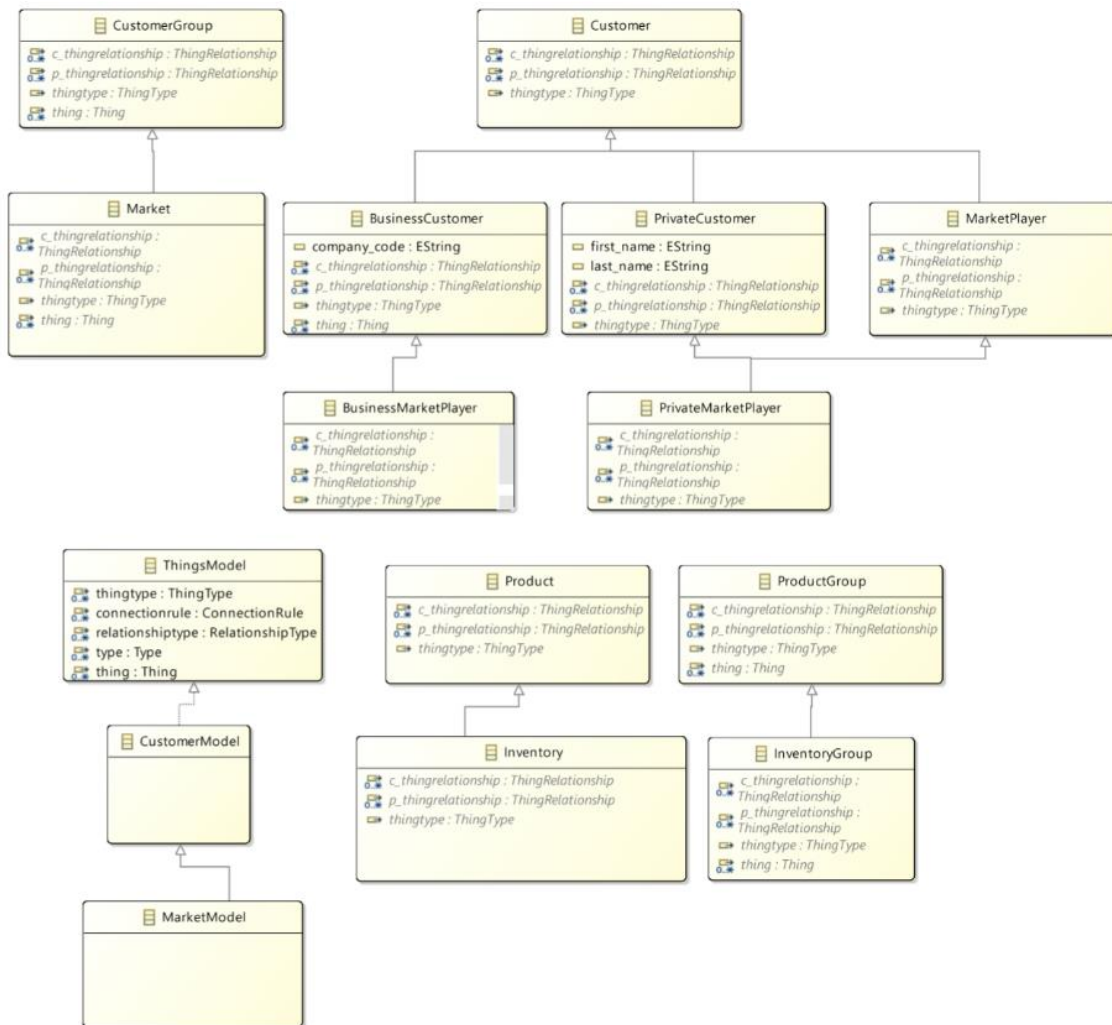 CustomerGroup
c_thingrelationship : ThingRelationship
p_thingrelationship : ThingRelationship
thingtype : ThingType
thing : Thing
Customer
c_thingrelationship : ThingRelationship
p_thingrelationship : ThingRelationship
thingtype : ThingType
Market
c_thingrelationship :
ThingRelationship
p_thingrelationship :
ThingRelationship
thingtype : ThingType
thing : Thing
BusinessCustomer
company_code : EString
c_thingrelationship : ThingRelationship
p_thingrelationship : ThingRelationship
thingtype : ThingType
thing : Thing
PrivateCustomer
first_name : EString
last_name : EString
c_thingrelationship : ThingRelationship
p_thingrelationship : ThingRelationship
thingtype : ThingType
MarketPlayer
c_thingrelationship :
ThingRelationship
p_thingrelationship :
ThingRelationship
thingtype : ThingType
BusinessMarketPlayer
c_thingrelationship :
ThingRelationship
p_thingrelationship :
ThingRelationship
thingtype : ThingType
PrivateMarketPlayer
c_thingrelationship :
ThingRelationship
p_thingrelationship :
ThingRelationship
thingtype : ThingType
ThingsModel
thingtype : ThingType
connectionrule : ConnectionRule
relationshiptype : RelationshipType
type : Type
thing : Thing
Product
c_thingrelationship : ThingRelationship
p_thingrelationship : ThingRelationship
thingtype : ThingType
ProductGroup
c_thingrelationship : ThingRelationship
p_thingrelationship : ThingRelationship
thingtype : ThingType
thing : Thing
CustomerModel
Inventory
c_thingrelationship : ThingRelationship
p_thingrelationship : ThingRelationship
thingtype : ThingType
InventoryGroup
c_thingrelationship :
ThingRelationship
p_thingrelationship :
ThingRelationship
thingtype : ThingType
thing : Thing
MarketModel